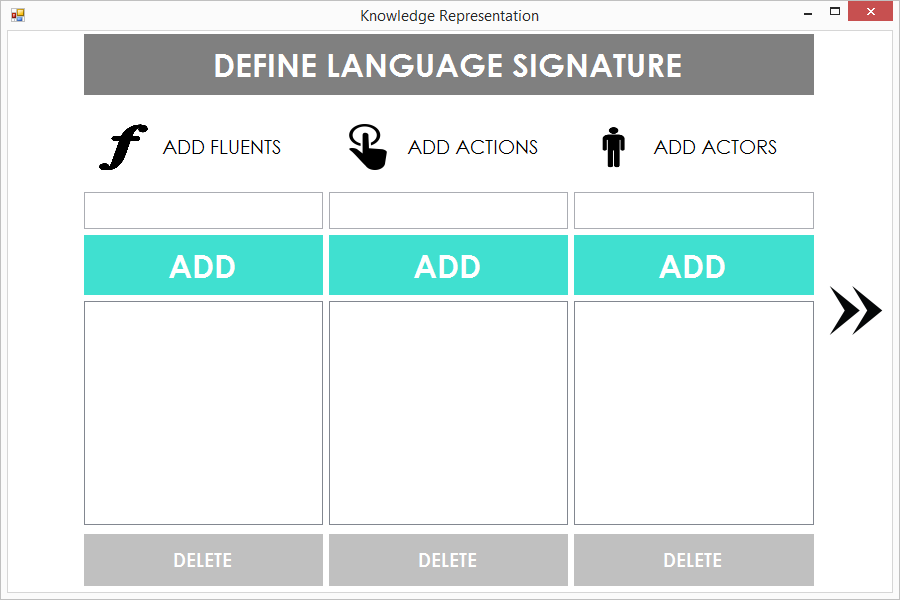 Knowledge Representation
DEFINE LANGUAGE SIGNATURE
ADD FLUENTS
ADD ACTIONS
ADD ACTORS
ADD
ADD
ADD
DELETE
DELETE
DELETE